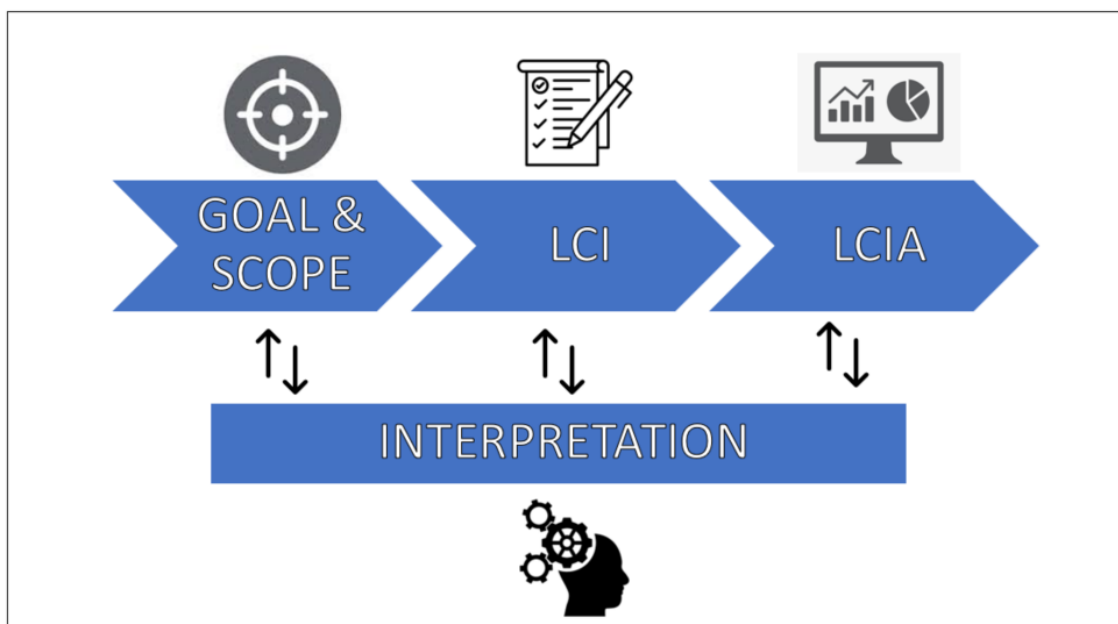 GOAL &
SCOPE
LCI
LCIA
INTERPRETATION